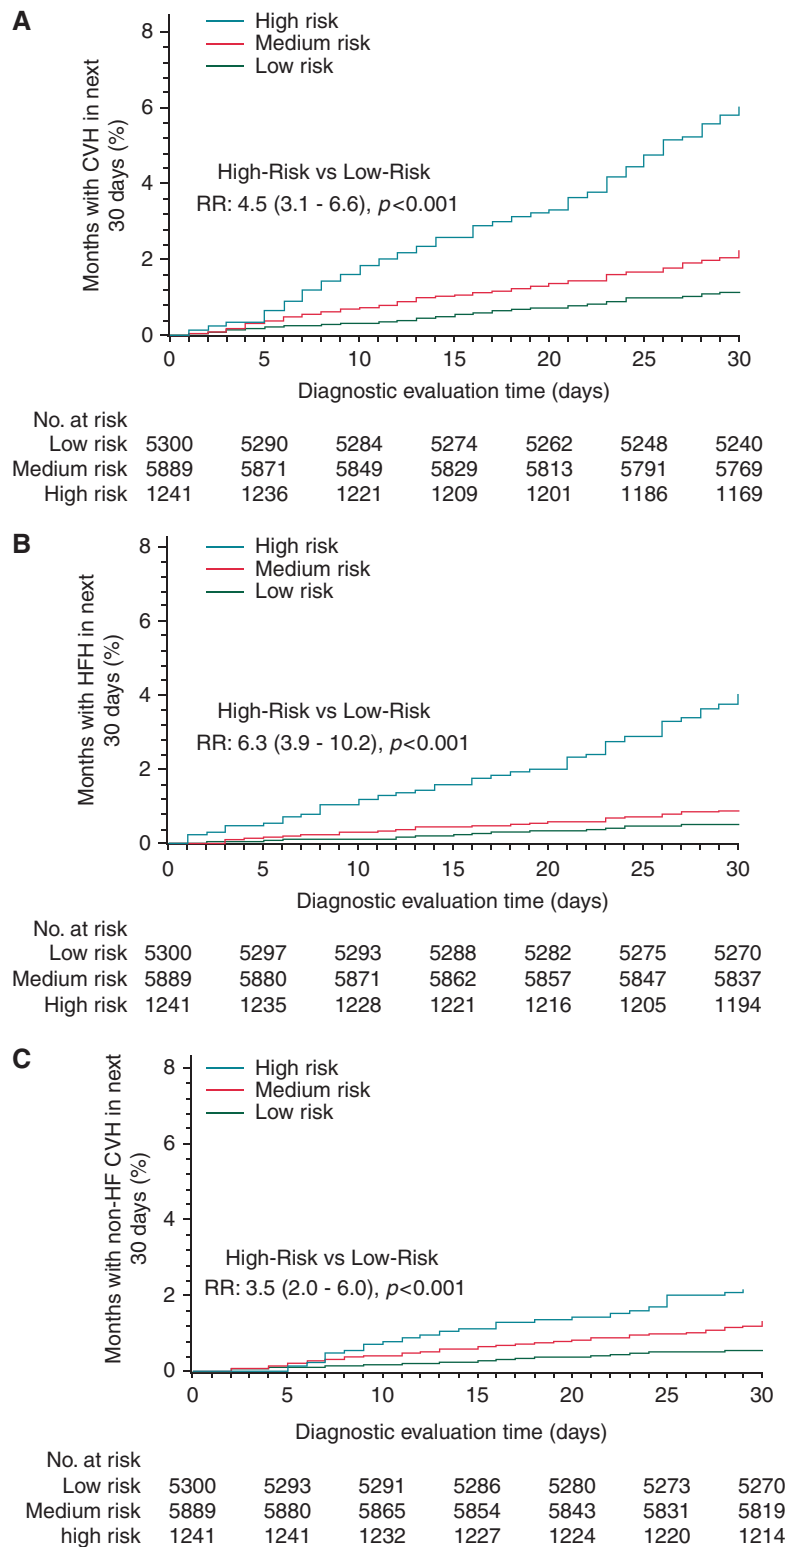 A
High risk
Medium risk
Low risk
Months with CVH in next
30 days (%)
8
6
4
2
0
High-Risk vs Low-Risk
RR: 4.5 (3.1 - 6.6), p<0.001
0 5 10 15 20 25 30
Diagnostic evaluation time (days)
No. at risk
Low risk 5300 5290 5284 5274 5262 5248 5240
Medium risk 5889 5871 5849 5829 5813 5791 5769
High risk 1241 1236 1221 1209 1201 1186 1169
B
High risk
Medium risk
Low risk
Months with HFH in next
30 days (%)
8
6
4
2
0
High-Risk vs Low-Risk
RR: 6.3 (3.9 - 10.2), p<0.001
0 5 10 15 20 25 30
Diagnostic evaluation time (days)
No. at risk
Low risk 5300 5297 5293 5288 5282 5275 5270
Medium risk 5889 5880 5871 5862 5857 5847 5837
High risk 1241 1235 1228 1221 1216 1205 1194
C
High risk
Medium risk
Low risk
Months with non-HF CVH in next
30 days (%)
8
6
4
2
0
High-Risk vs Low-Risk
RR: 3.5 (2.0 - 6.0), p<0.001
0 5 10 15 20 25 30
Diagnostic evaluation time (days)
No. at risk
Low risk 5300 5293 5291 5286 5280 5273 5270
Medium risk 5889 5880 5865 5854 5843 5831 5819
high risk 1241 1241 1232 1227 1224 1220 1214